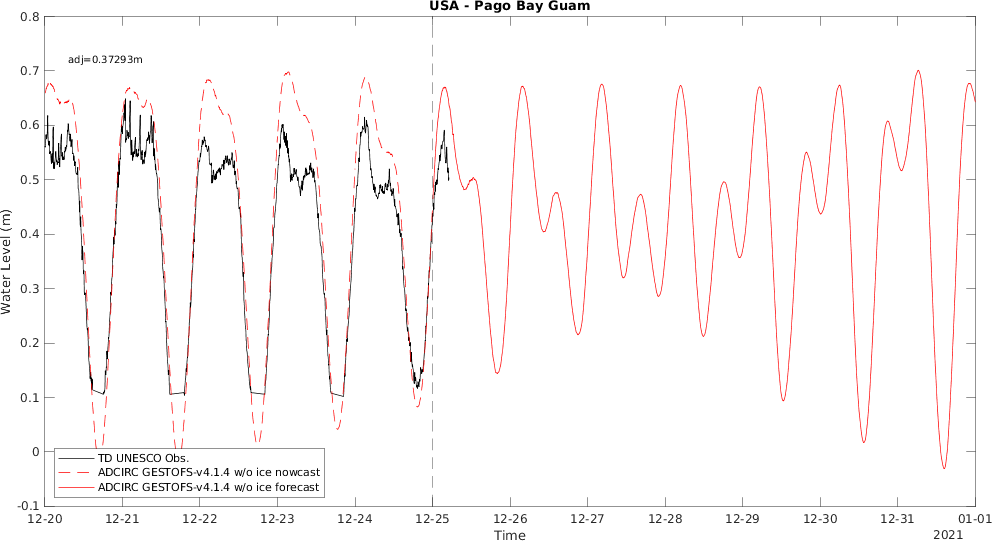 USA - Pago Bay Guam
adj=0.37293m
0.8
0.7
0.6
0.5
0.4
0.3
0.2
0.1
0
-0.1
Water Level (m)
TD UNESCO Obs.
ADCIRC GESTOFS-v4.1.4 w/o ice nowcast
ADCIRC GESTOFS-v4.1.4 w/o ice forecast
12-20 12-21 12-22 12-23 12-24 12-25 12-26 12-27 12-28 12-29 12-30 12-31 01-01
Time
2021